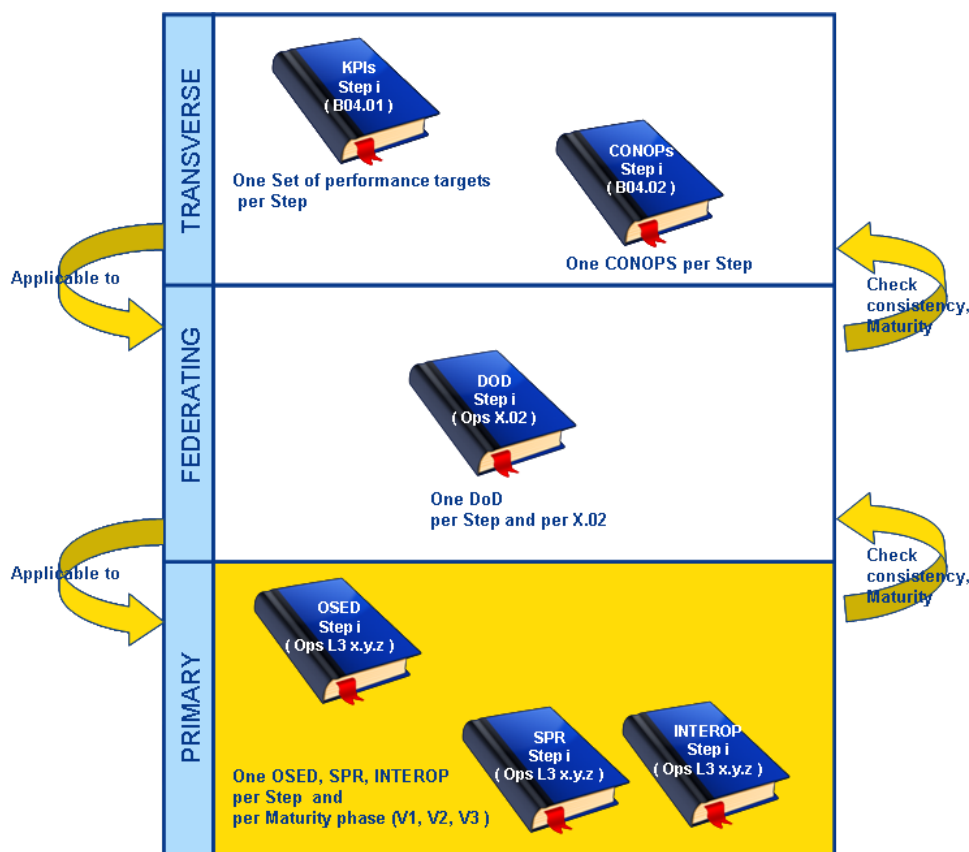 TRANSVERSE
KPIs
Step i
( B04.01 )
One Set of performance targets
per Step
CONOPs
Step i
( B04.02 )
One CONOPS per Step
Applicable to
Check
consistency,
Maturity
FEDERATING
DOD
Step i
( Ops X.02 )
One DoD
per Step and per X.02
Applicable to
Check
consistency,
Maturity
PRIMARY
OSED
Step i
( Ops L3 x.y.z )
SPR
Step i
( Ops L3 x.y.z )
INTEROP
Step i
( Ops L3 x.y.z )
One OSED, SPR, INTEROP
per Step and
per Maturity phase (V1, V2, V3 )